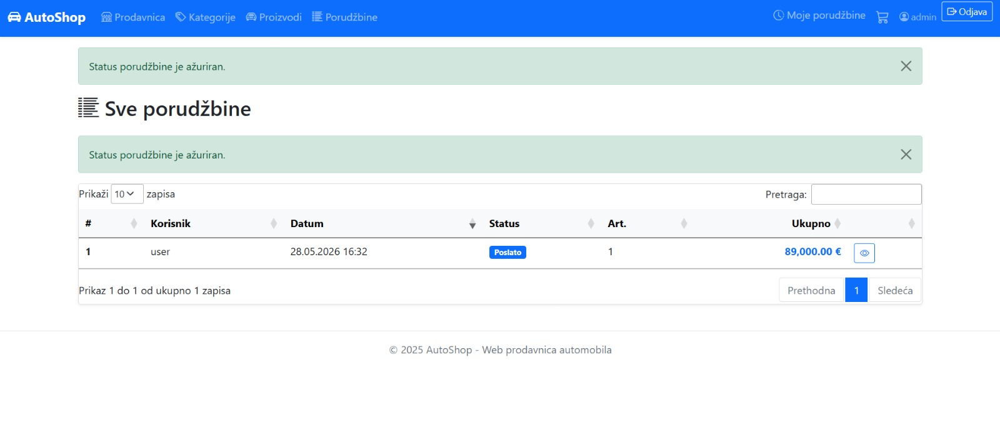 AutoShop Prodavnica Kategorije Proizvodi Porudžbine Moje porudžbine admin Odjava
Status porudžbine je ažuriran.
Sve porudžbine
Status porudžbine je ažuriran.
Prikaži 10 zapisa Pretraga:
# Korisnik Datum Status Art. Ukupno
1 user 28.05.2026 16:32 Poslato 1 89,000.00 €
Prikaz 1 do 1 od ukupno 1 zapisa Prethodna 1 Sledeća
© 2025 AutoShop - Web prodavnica automobila